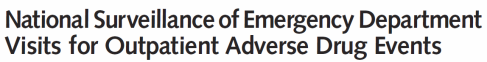 National Surveillance of Emergency Department
Visits for Outpatient Adverse Drug Events